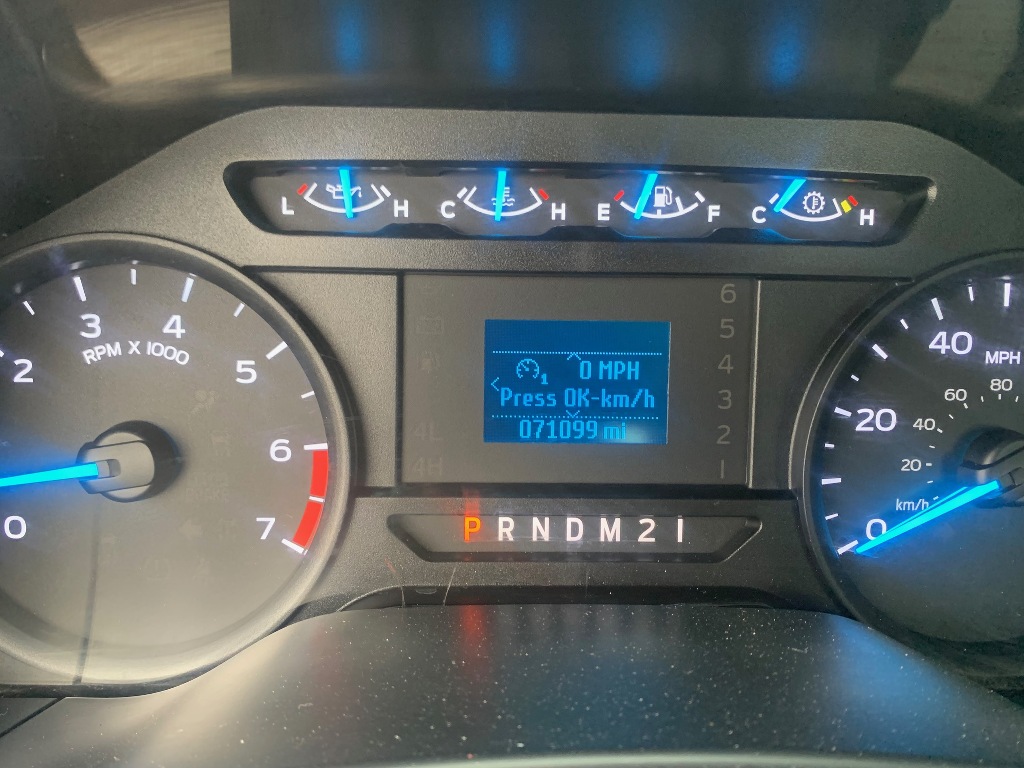 L H C H E F C H
2 3 4 5 6 7 0
RPM X 1000
0 MPH
Press OK-km/h
071099 mi
6
5
4
3
2
1
4L
4H
P R N D M 2 1
40
MPH
20
0
80
60
40
20
km/h